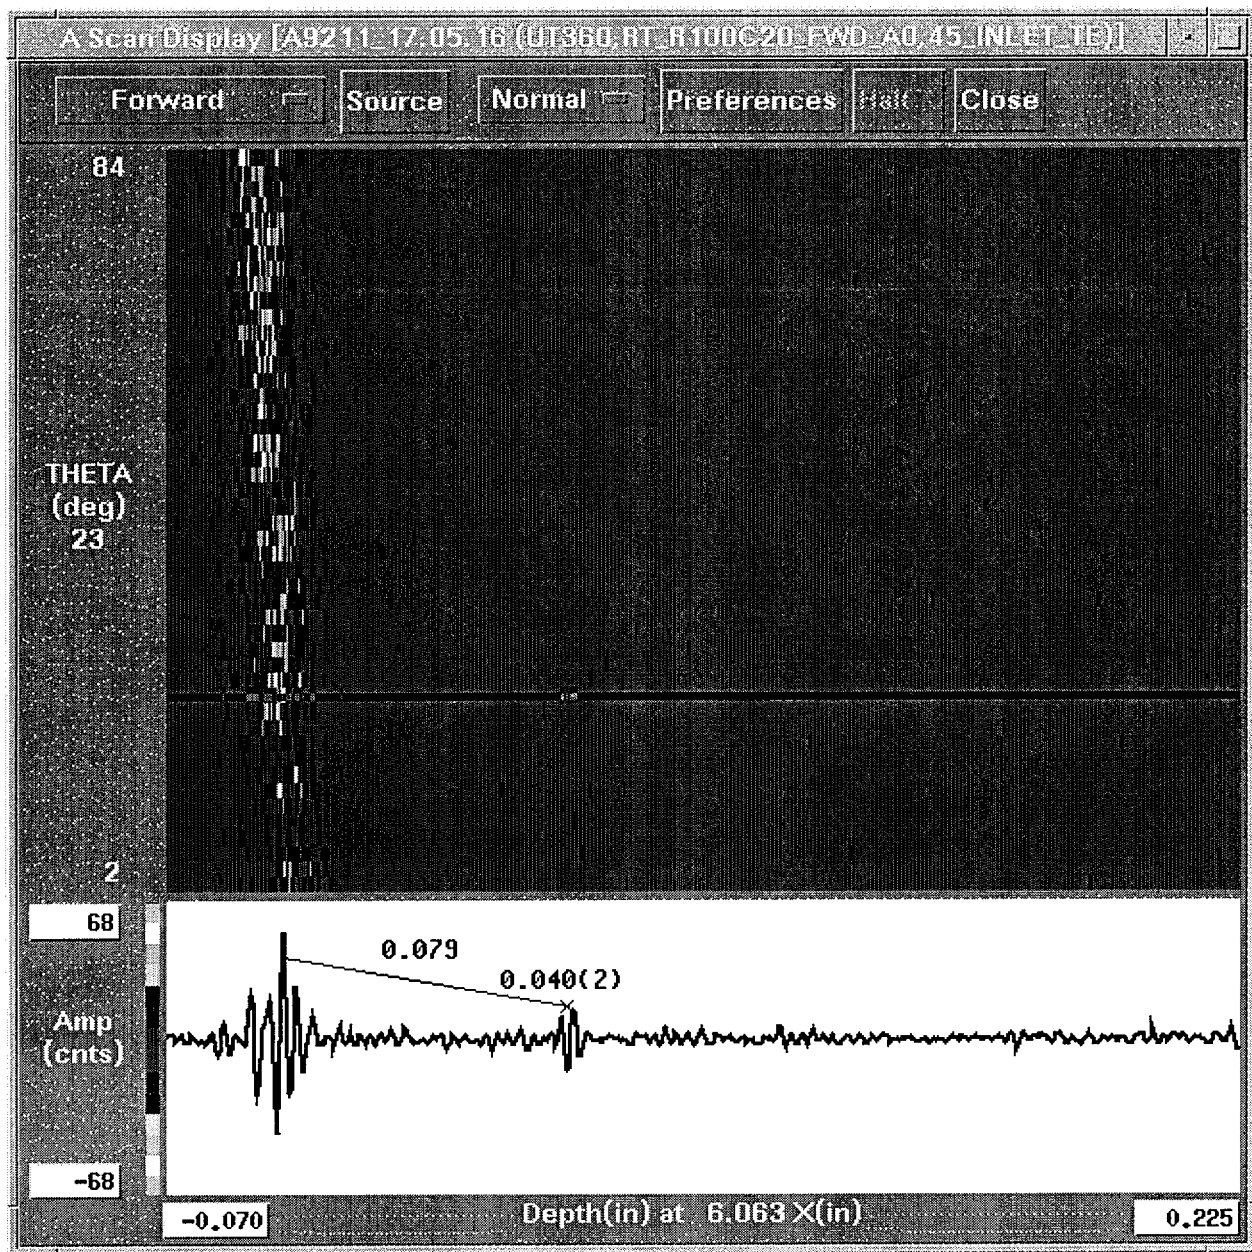 A Scan Display [A9211_17.05.16 (UT360,RT_R100C20_FWD_A0,45_INLET_TE)]
Forward Source Normal Preferences Halt Close
84
THETA
(deg)
23
2
68
0.079
0.040(2)
Amp
(cnts)
-68
-0.070 Depth(in) at 6.063 X(in) 0.225